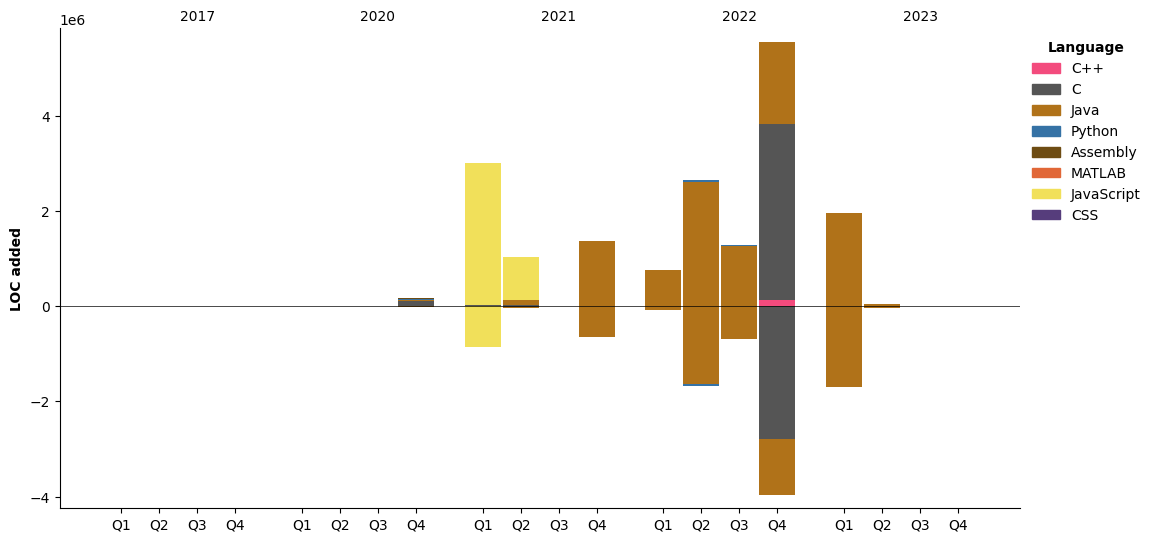 2017 2020 2021 2022 2023
1e6
Language
C++
C
Java
Python
Assembly
MATLAB
JavaScript
CSS
LOC added
4
2
0
−2
−4
Q1 Q2 Q3 Q4 Q1 Q2 Q3 Q4 Q1 Q2 Q3 Q4 Q1 Q2 Q3 Q4 Q1 Q2 Q3 Q4